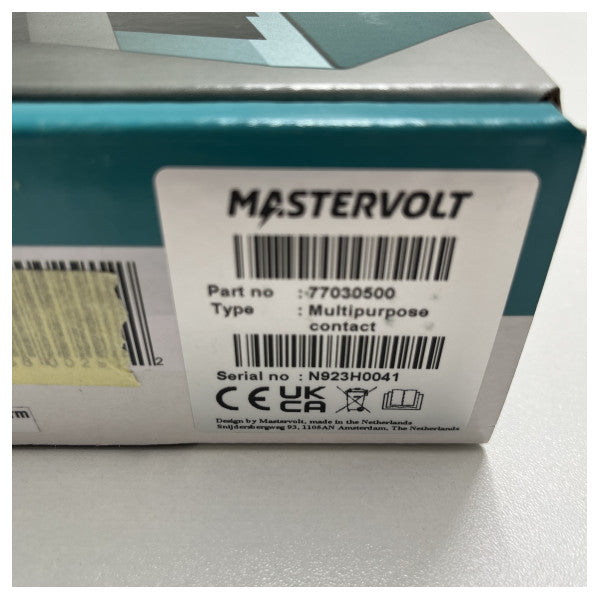 MASTERVOLT
Part no : 77030500
Type : Multipurpose
contact
Serial no : N923H0041
CE UK
CA
Design by Mastervolt, made in the Netherlands
Snijdersbergweg 93, 1105AN Amsterdam, The Netherlands
2